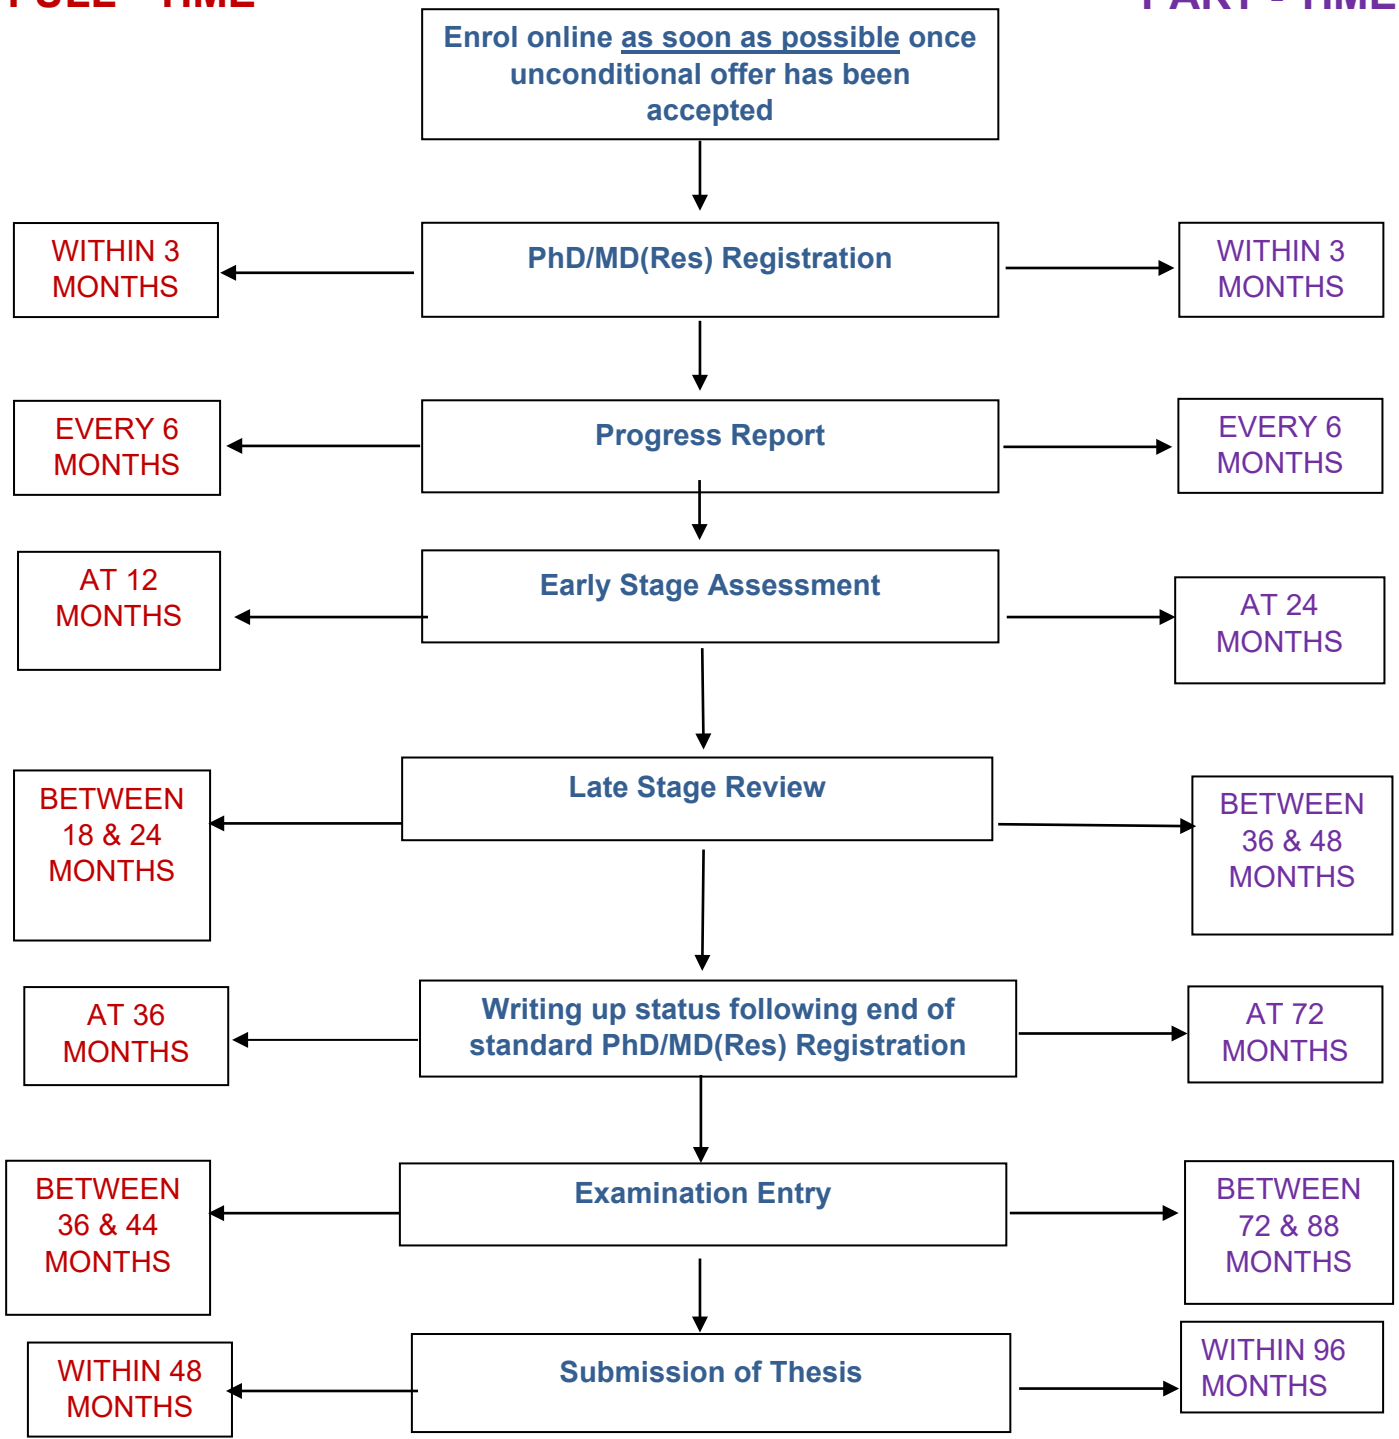 FULL - TIME
PART - TIME
Enrol online as soon as possible once
unconditional offer has been
accepted
WITHIN 3
MONTHS
PhD/MD(Res) Registration
WITHIN 3
MONTHS
EVERY 6
MONTHS
Progress Report
EVERY 6
MONTHS
AT 12
MONTHS
Early Stage Assessment
AT 24
MONTHS
BETWEEN
18 & 24
MONTHS
Late Stage Review
BETWEEN
36 & 48
MONTHS
AT 36
MONTHS
Writing up status following end of
standard PhD/MD(Res) Registration
AT 72
MONTHS
BETWEEN
36 & 44
MONTHS
Examination Entry
BETWEEN
72 & 88
MONTHS
WITHIN 48
MONTHS
Submission of Thesis
WITHIN 96
MONTHS